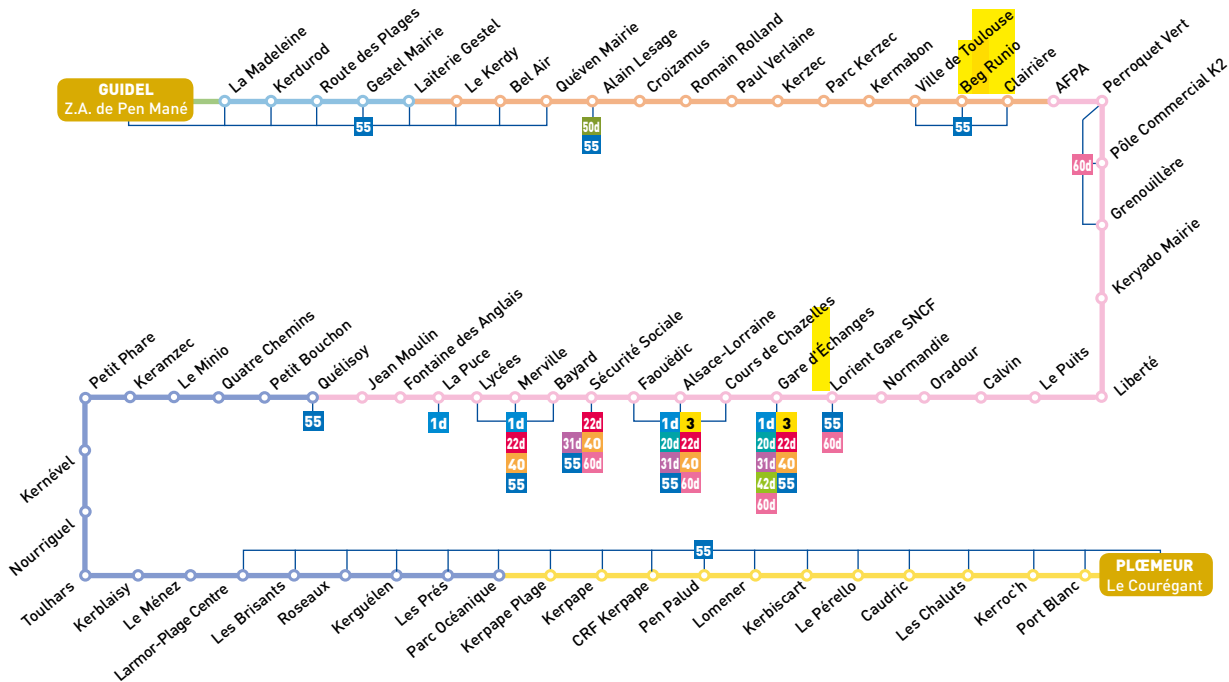 GUIDEL
Z.A. de Pen Mané
La Madeleine
Kerdurod
Route des Plages
Gestel Mairie
Laiterie Gestel
Le Kerdy
Bel Air
Quéven Mairie
Alain Lesage
Croizamus
Romain Rolland
Paul Verlaine
Kerzec
Parc Kerzec
Kermabon
Ville de Toulouse
Beg Runio
Clairière
AFPA
Perroquet Vert
Pôle Commercial K2
Grenouillère
Keryado Mairie
Liberté
55
50d
55
55
60d
Petit Phare
Keramzec
Le Minio
Quatre Chemins
Petit Bouchon
Quélisoy
Jean Moulin
Fontaine des Anglais
La Puce
Lycées
Merville
Bayard
Sécurité Sociale
Faouëdic
Alsace-Lorraine
Cours de Chazelles
Gare d'Échanges
Lorient Gare SNCF
Normandie
Oradour
Calvin
Le Puits
55
1d
1d
22d
40
55
22d
31d 40
55 60d
1d 3
20d 22d
31d 40
55 60d
1d 3
20d 22d
31d 40
42d 55
60d
55
60d
Kernével
Nourriguel
Toulhars
Kerblaisy
Le Ménez
Larmor-Plage Centre
Les Brisants
Roseaux
Kerguélen
Les Prés
Parc Océanique
Kerpape Plage
Kerpape
CRF Kerpape
Pen Palud
Lomener
Kerbiscart
Le Pérello
Caudric
Les Chaluts
Kerroc'h
Port Blanc
55
PLŒMEUR
Le Courégant